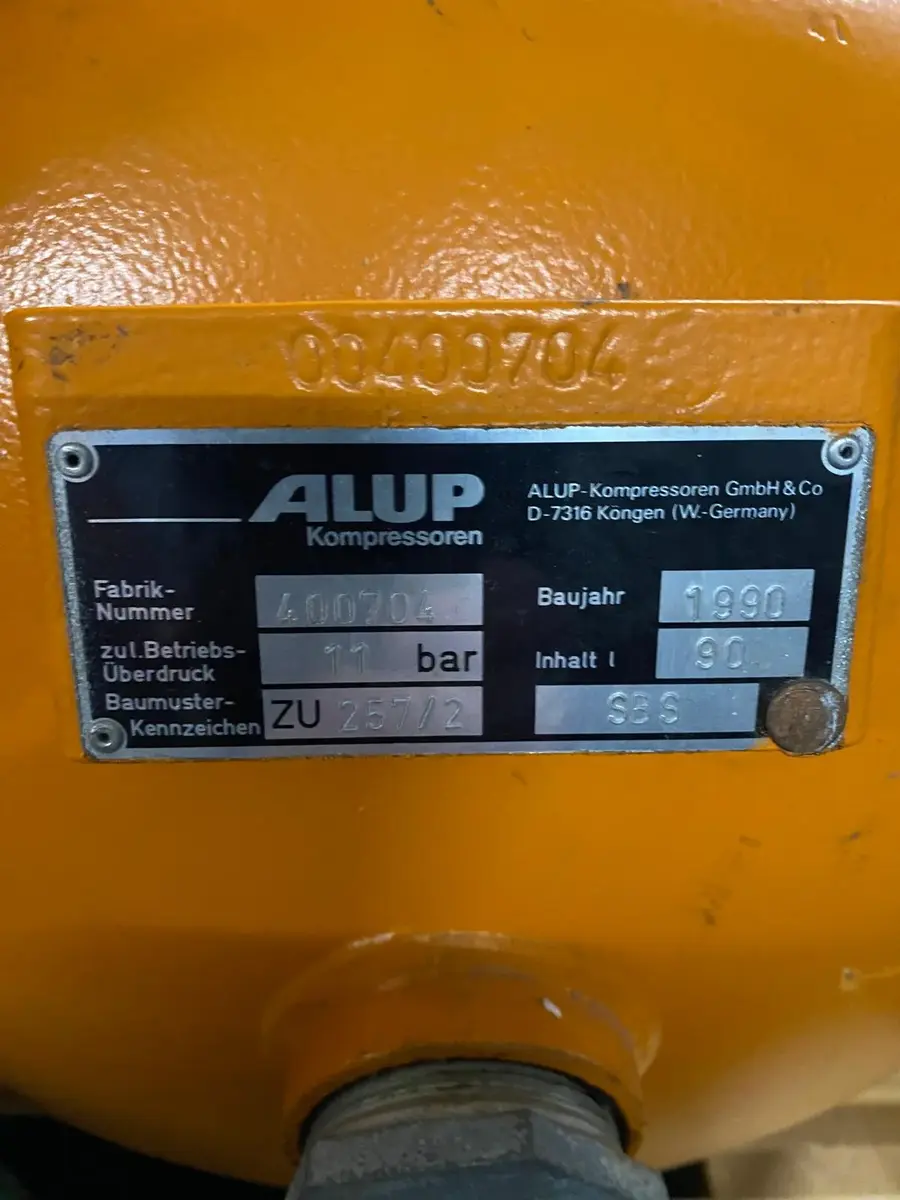 00400704
ALUP
Kompressoren
ALUP-Kompressoren GmbH & Co
D-7316 Köngen (W.-Germany)
Fabrik-
Nummer 400704
Baujahr 1990
zul.Betriebs-
Überdruck 11 bar
Inhalt l 90
Baumuster-
Kennzeichen ZU 257/2
SBS